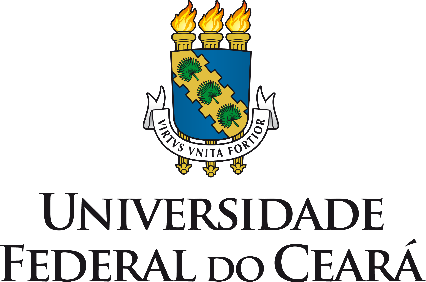 VIRTVS VNITA FORTIOR
UNIVERSIDADE
FEDERAL DO CEARÁ